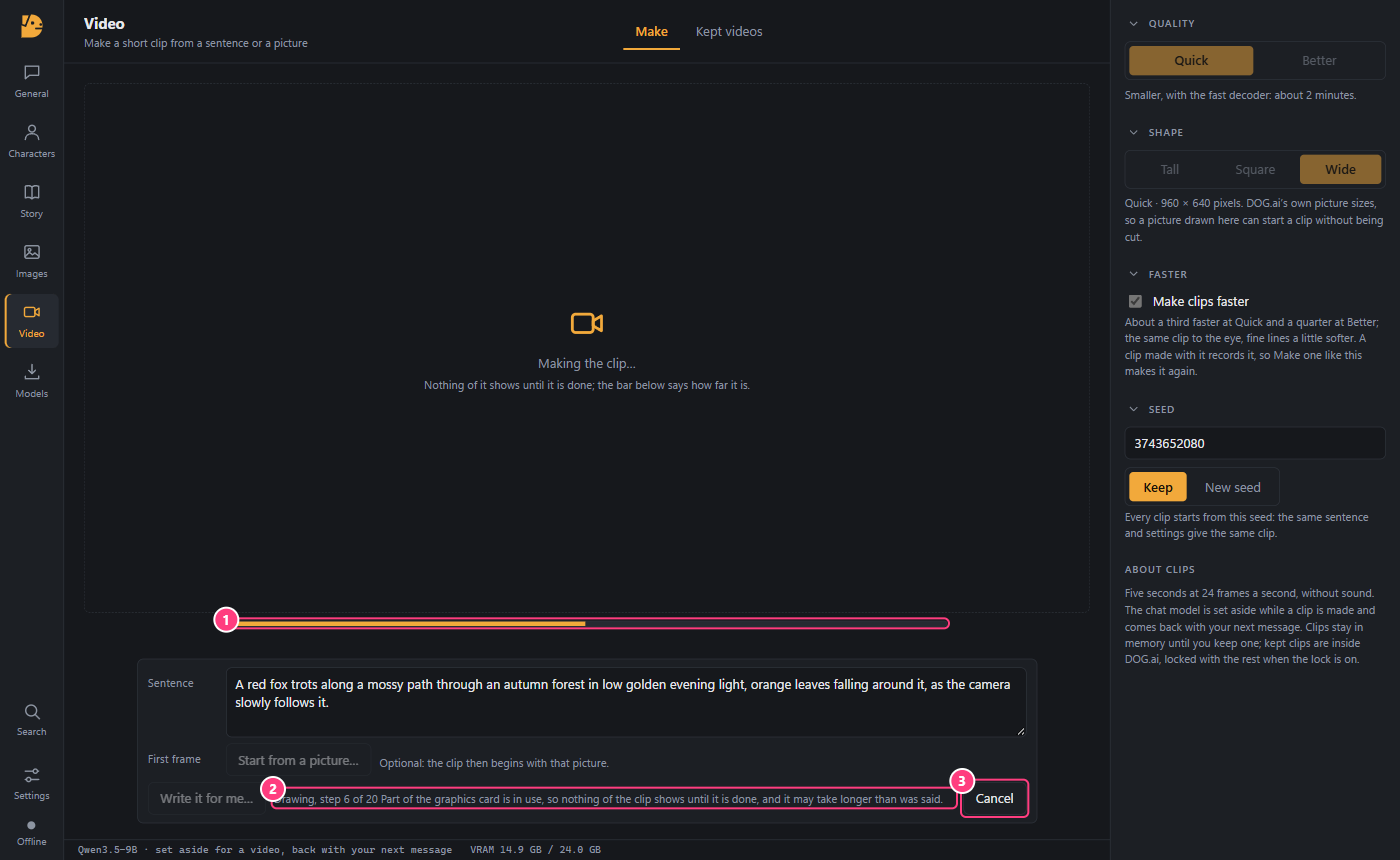 Video
Make a short clip from a sentence or a picture
Make
Kept videos
General
Characters
Story
Images
Video
Models
Search
Settings
Offline
Making the clip...
Nothing of it shows until it is done; the bar below says how far it is.
1
Sentence
A red fox trots along a mossy path through an autumn forest in low golden evening light, orange leaves falling around it, as the camera
slowly follows it.
First frame
Start from a picture...
Optional: the clip then begins with that picture.
Write it for me...
2
Drawing, step 6 of 20 Part of the graphics card is in use, so nothing of the clip shows until it is done, and it may take longer than was said.
3
Cancel
Qwen3.5-9B · set aside for a video, back with your next message
VRAM 14.9 GB / 24.0 GB
QUALITY
Quick
Better
Smaller, with the fast decoder: about 2 minutes.
SHAPE
Tall
Square
Wide
Quick · 960 × 640 pixels. DOG.ai's own picture sizes,
so a picture drawn here can start a clip without being
cut.
FASTER
Make clips faster
About a third faster at Quick and a quarter at Better;
the same clip to the eye, fine lines a little softer. A
clip made with it records it, so Make one like this
makes it again.
SEED
3743652080
Keep
New seed
Every clip starts from this seed: the same sentence
and settings give the same clip.
ABOUT CLIPS
Five seconds at 24 frames a second, without sound.
The chat model is set aside while a clip is made and
comes back with your next message. Clips stay in
memory until you keep one; kept clips are inside
DOG.ai, locked with the rest when the lock is on.